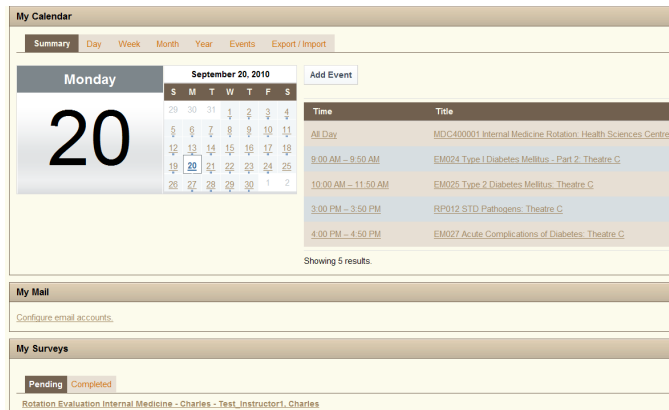 My Calendar
Summary Day Week Month Year Events Export / Import
Monday
20
September 20, 2010
S M T W T F S
29 30 31 1 2 3 4
5 6 7 8 9 10 11
12 13 14 15 16 17 18
19 20 21 22 23 24 25
26 27 28 29 30 1 2
Add Event
Time Title
All Day MDC400001 Internal Medicine Rotation: Health Sciences Centre
9:00 AM – 9:50 AM EM024 Type I Diabetes Mellitus - Part 2: Theatre C
10:00 AM – 11:50 AM EM025 Type 2 Diabetes Mellitus: Theatre C
3:00 PM – 3:50 PM RP012 STD Pathogens: Theatre C
4:00 PM – 4:50 PM EM027 Acute Complications of Diabetes: Theatre C
Showing 5 results.
My Mail
Configure email accounts.
My Surveys
Pending Completed
Rotation Evaluation Internal Medicine - Charles - Test_Instructor1, Charles